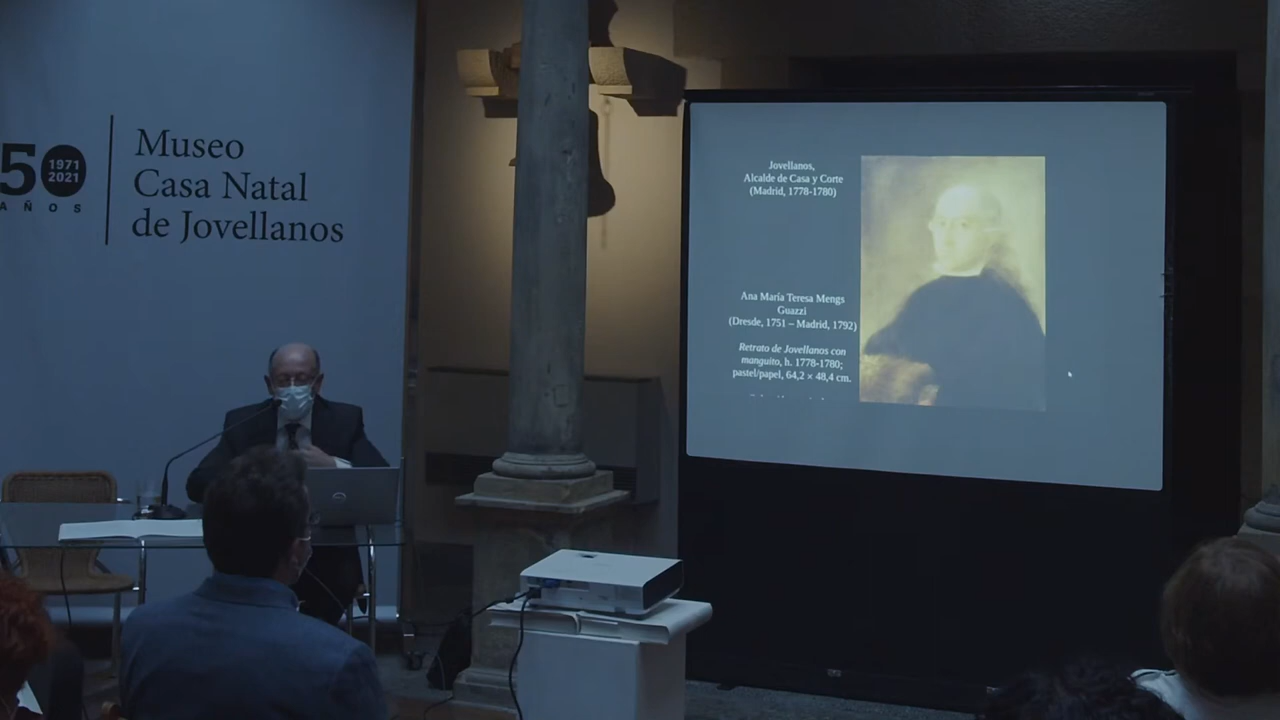 50
1971
2021
AÑOS
Museo
Casa Natal
de Jovellanos
Jovellanos,
Alcalde de Casa y Corte
(Madrid, 1778-1780)
Ana María Teresa Mengs
Guazzi
(Dresde, 1751 – Madrid, 1792)
Retrato de Jovellanos con
manguito, h. 1778-1780;
pastel/papel, 64,2 × 48,4 cm.